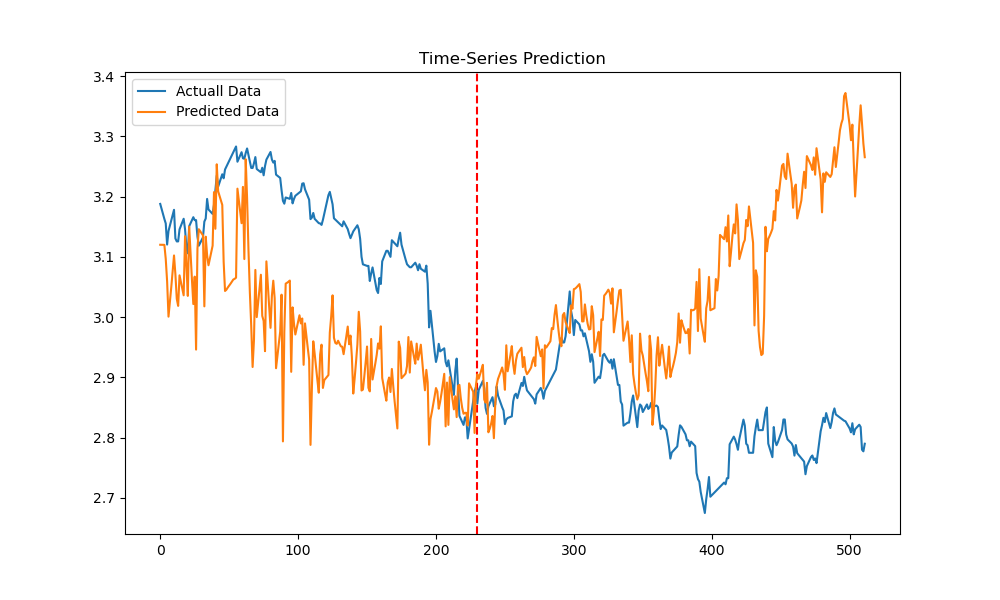 Time-Series Prediction
Actuall Data
Predicted Data
3.4
3.3
3.2
3.1
3.0
2.9
2.8
2.7
0 100 200 300 400 500